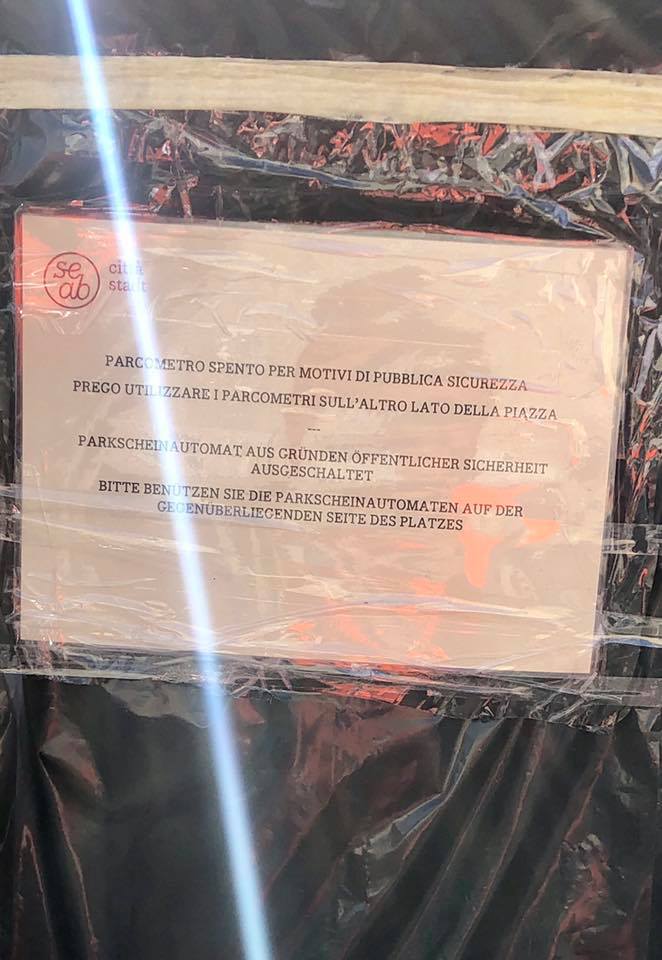 se
ab
città
stadt
PARCOMETRO SPENTO PER MOTIVI DI PUBBLICA SICUREZZA
PREGO UTILIZZARE I PARCOMETRI SULL'ALTRO LATO DELLA PIAZZA
---
PARKSCHEINAUTOMAT AUS GRÜNDEN ÖFFENTLICHER SICHERHEIT
AUSGESCHALTET
BITTE BENÜTZEN SIE DIE PARKSCHEINAUTOMATEN AUF DER
GEGENÜBERLIEGENDEN SEITE DES PLATZES